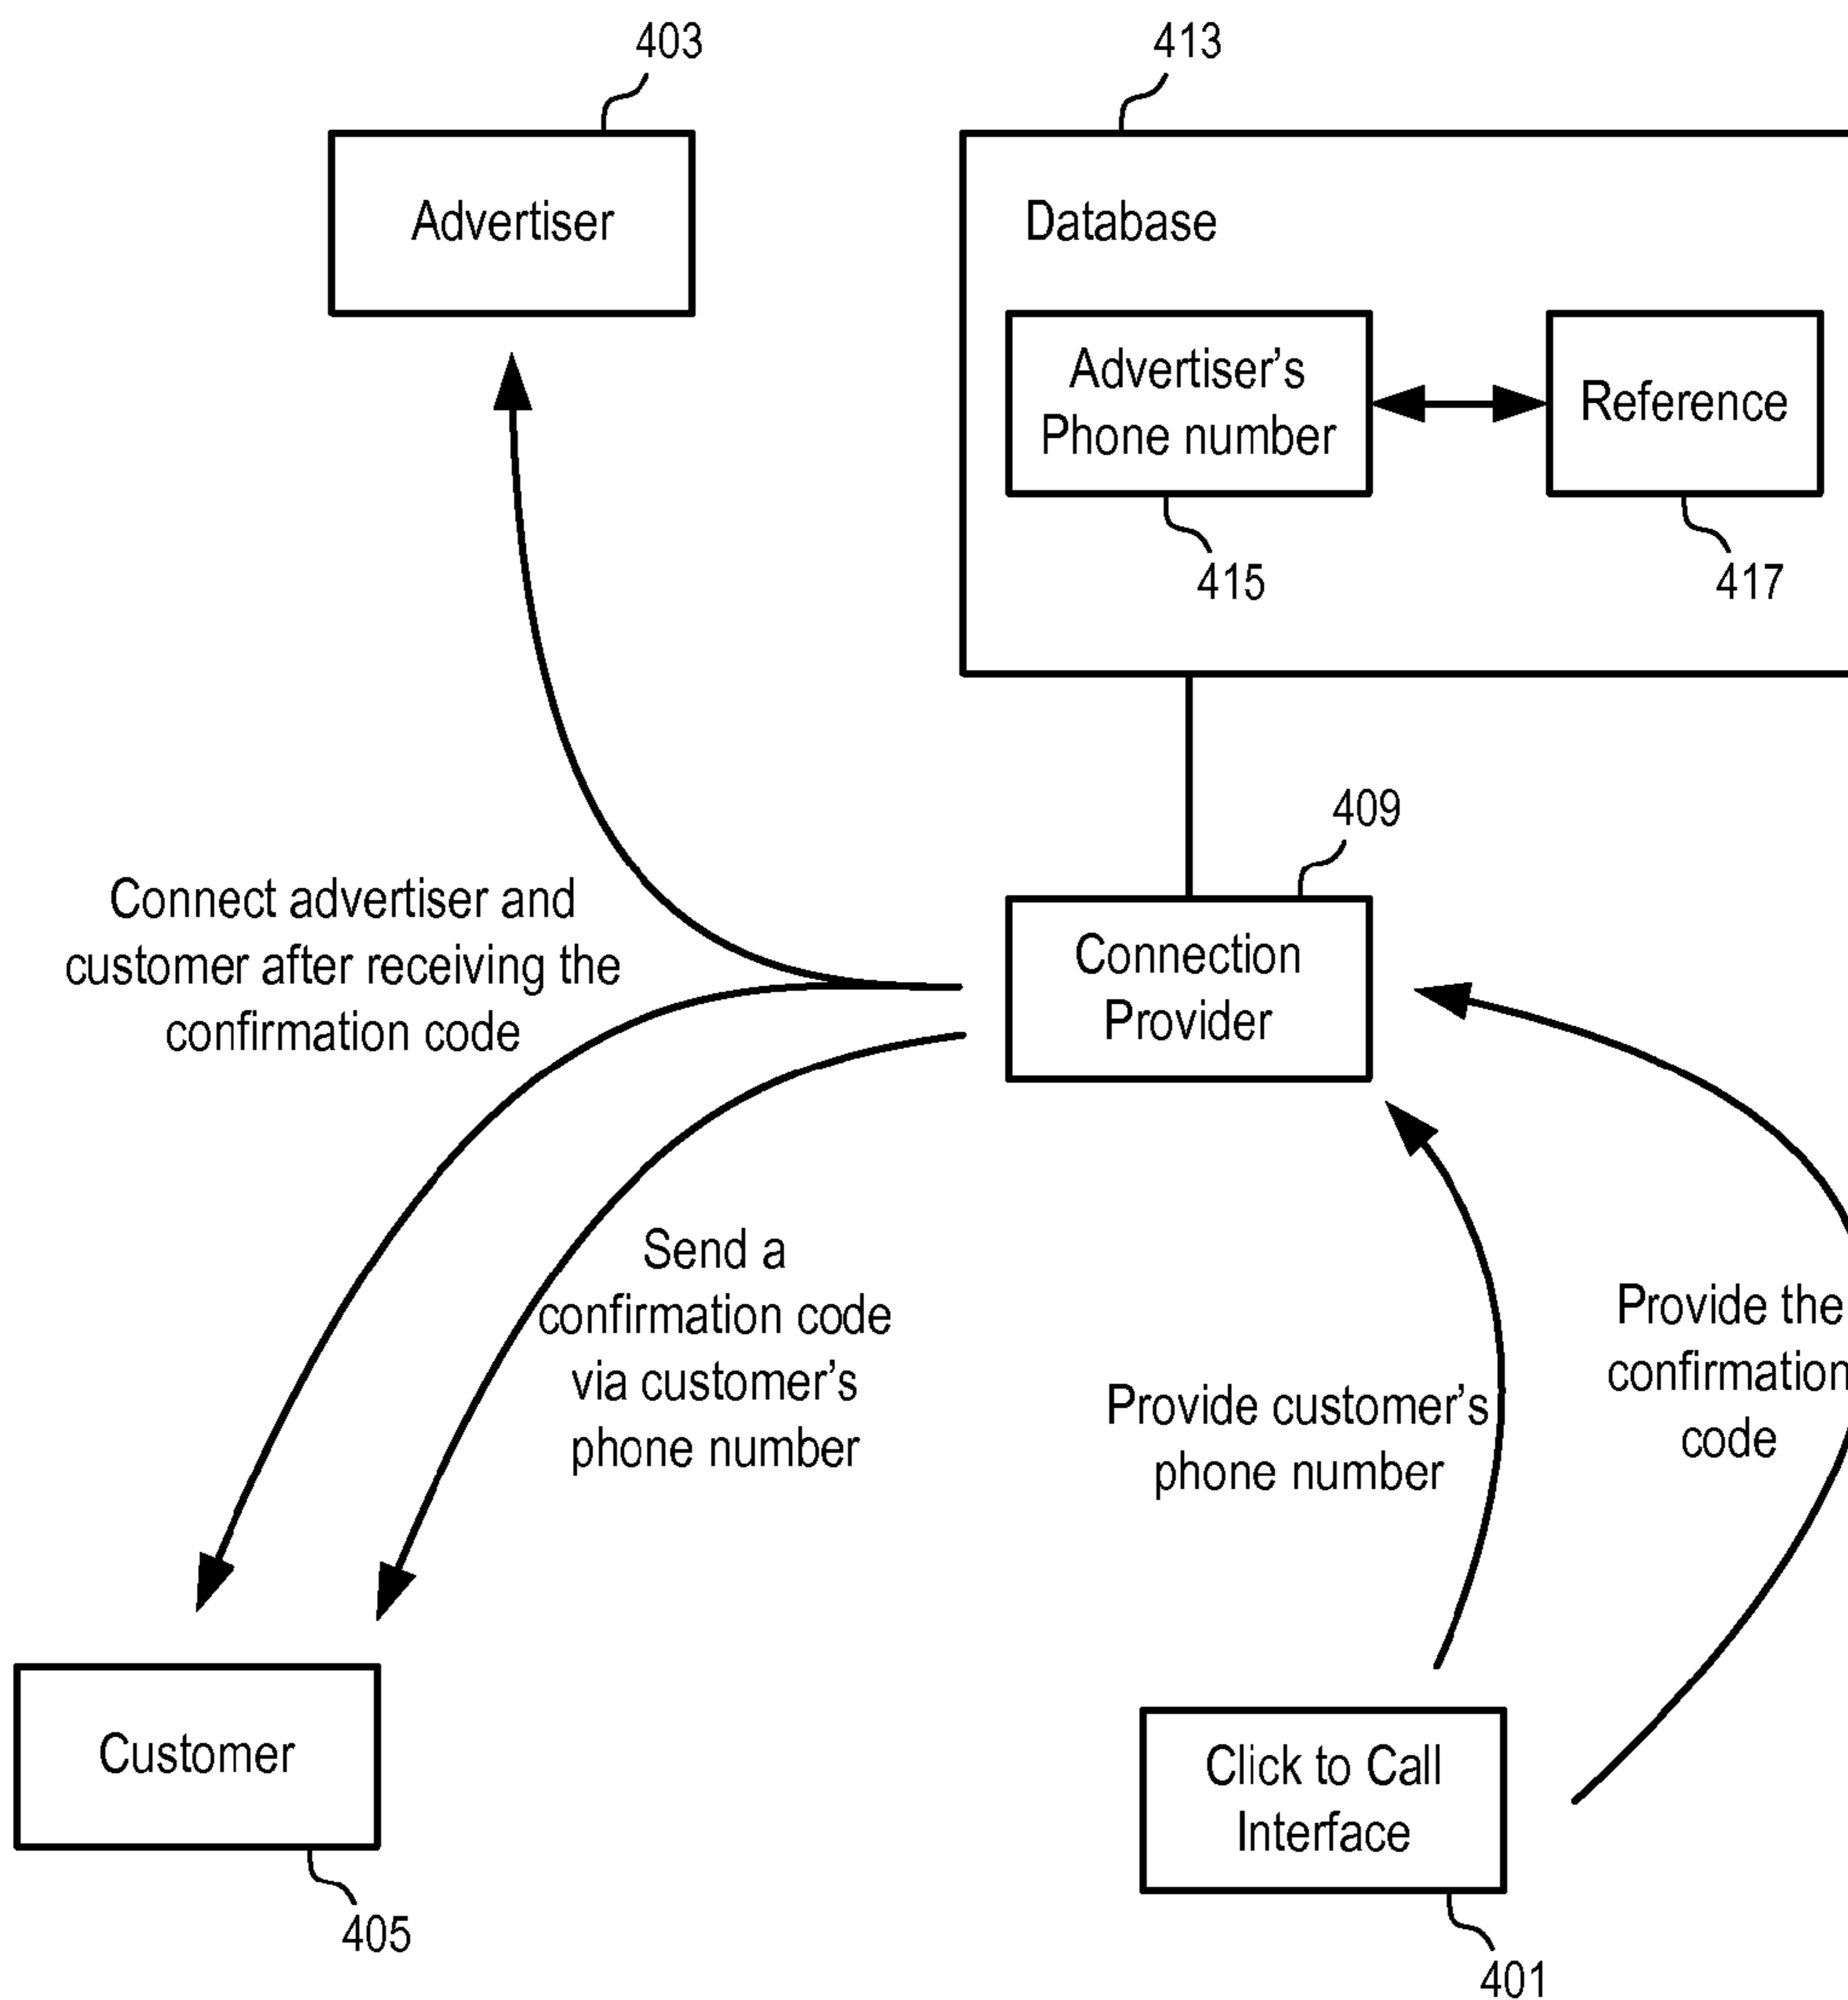 403
413
Advertiser
Database
Advertiser's
Phone number
Reference
415
417
409
Connect advertiser and
customer after receiving the
confirmation code
Connection
Provider
Send a
confirmation code
via customer's
phone number
Provide customer's
phone number
Provide the
confirmation
code
Customer
Click to Call
Interface
405
401